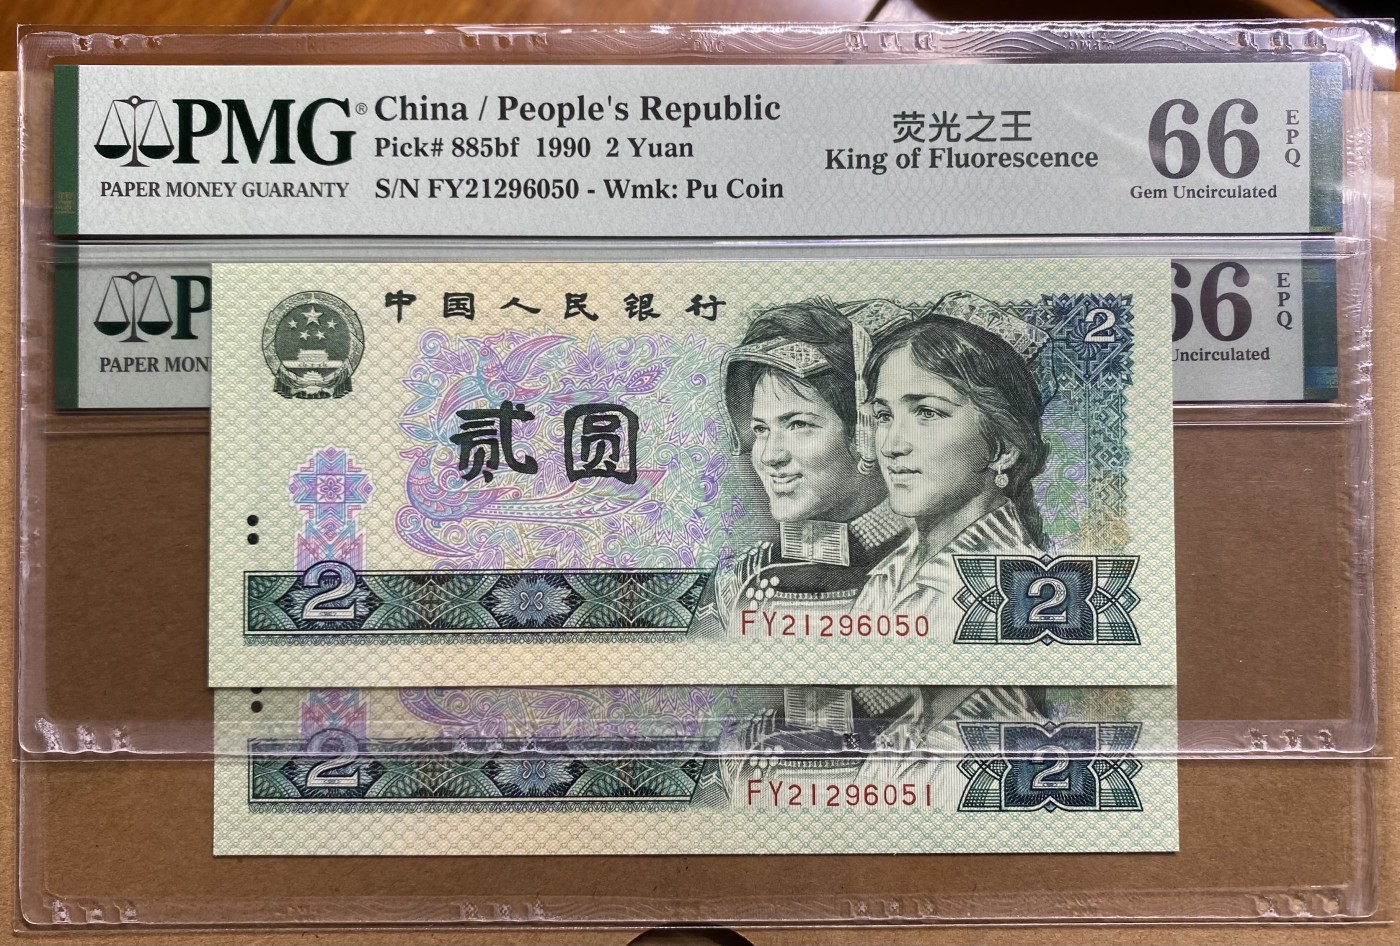 PMG®
PAPER MONEY GUARANTY
China / People's Republic
Pick# 885bf 1990 2 Yuan
S/N FY21296050 - Wmk: Pu Coin
荧光之王
King of Fluorescence
66
EPQ
Gem Uncirculated
P
PAPER MON
66
EPQ
Uncirculated
中国人民银行
2
贰圆
2
FY21296050
2
2
FY21296051
2